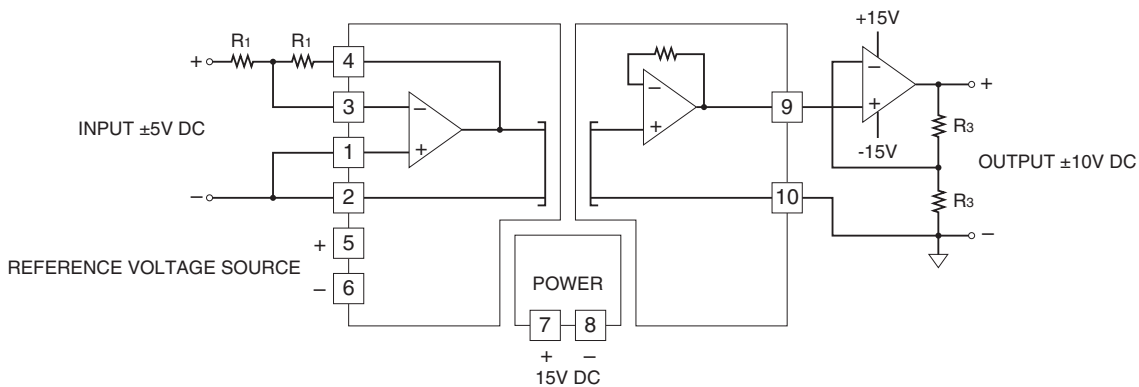 +15V
R1 R1
+ 4
−
3 − 9 + +
INPUT ±5V DC
R3
1 + + -15V
OUTPUT ±10V DC
− 2 10
R3
−
+ 5
REFERENCE VOLTAGE SOURCE
− 6
POWER
7 8
+ −
15V DC